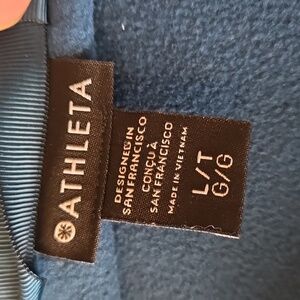 ATHLETA
DESIGNED IN
SAN FRANCISCO
CONÇU À
SAN FRANCISCO
MADE IN VIETNAM
L/T
G/G